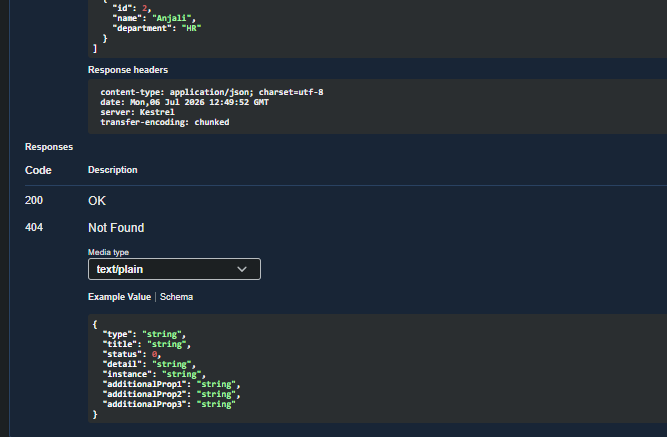 {
"id": 2,
"name": "Anjali",
"department": "HR"
}
]
Response headers
content-type: application/json; charset=utf-8
date: Mon,06 Jul 2026 12:49:52 GMT
server: Kestrel
transfer-encoding: chunked
Responses
Code Description
200 OK
404 Not Found
Media type
text/plain
Example Value | Schema
{
"type": "string",
"title": "string",
"status": 0,
"detail": "string",
"instance": "string",
"additionalProp1": "string",
"additionalProp2": "string",
"additionalProp3": "string"
}